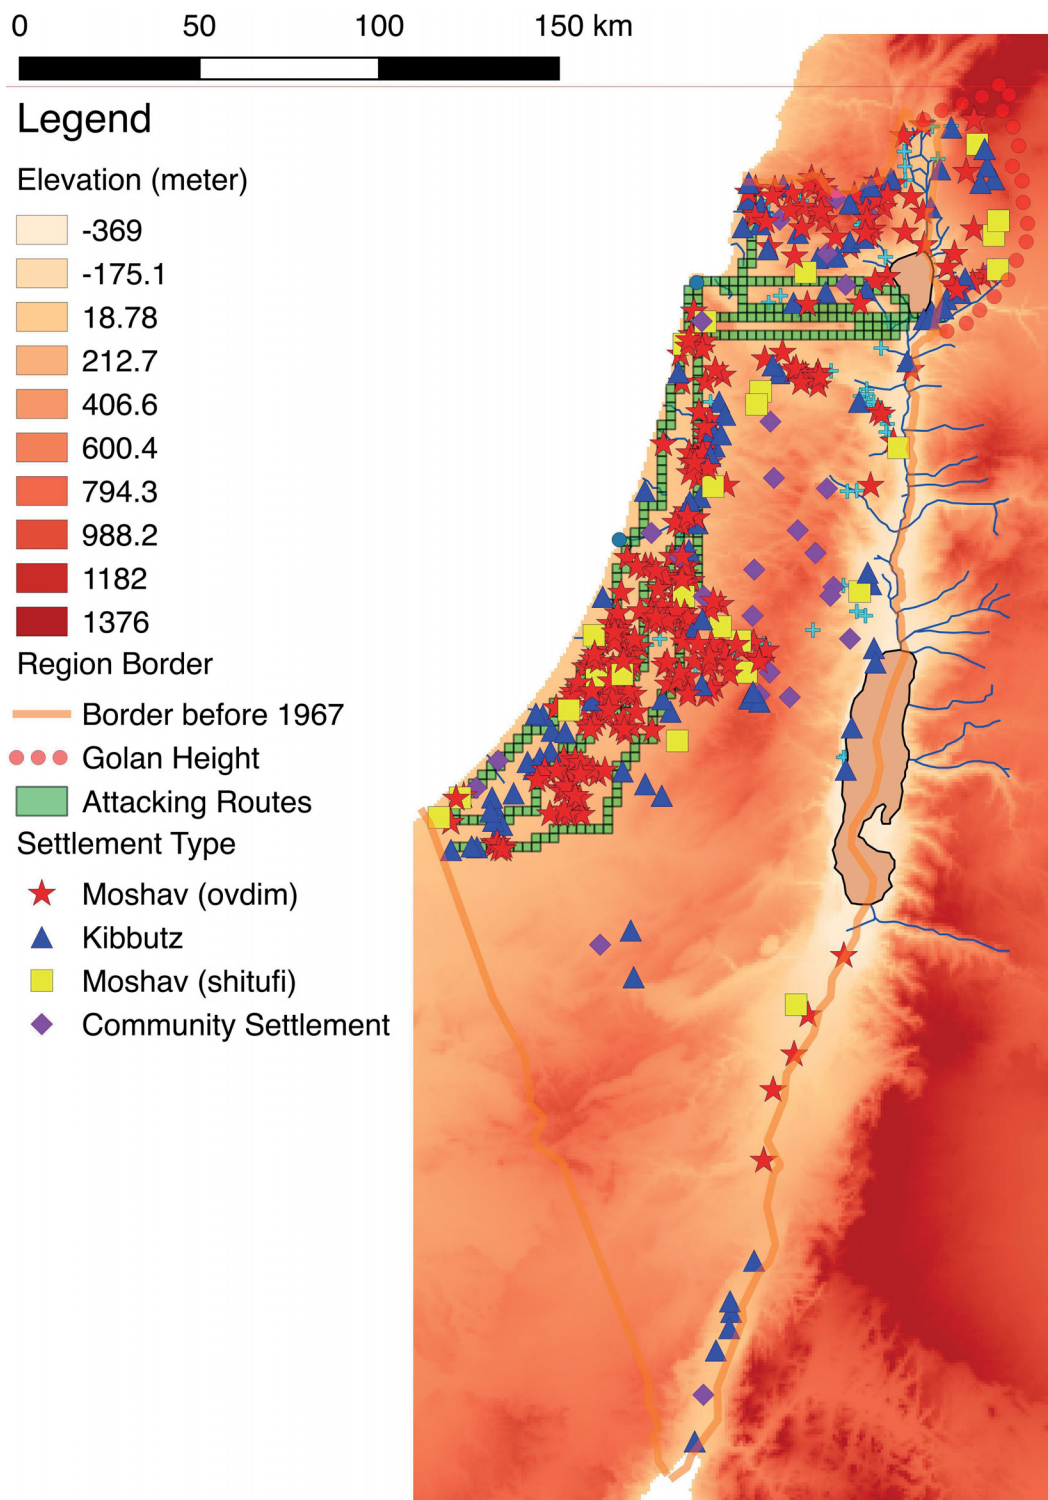 0 50 100 150 km
Legend
Elevation (meter)
-369
-175.1
18.78
212.7
406.6
600.4
794.3
988.2
1182
1376
Region Border
Border before 1967
Golan Height
Attacking Routes
Settlement Type
Moshav (ovdim)
Kibbutz
Moshav (shitufi)
Community Settlement